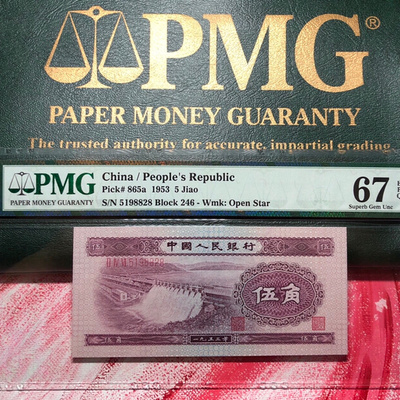 PMG®
PAPER MONEY GUARANTY
The trusted authority for accurate, impartial grading
PMG
PAPER MONEY GUARANTY
China / People's Republic
Pick# 865a 1953 5 Jiao
S/N 5198828 Block 246 - Wmk: Open Star
67
Superb Gem Unc
中國人民銀行
5198828
伍角
一九五三年